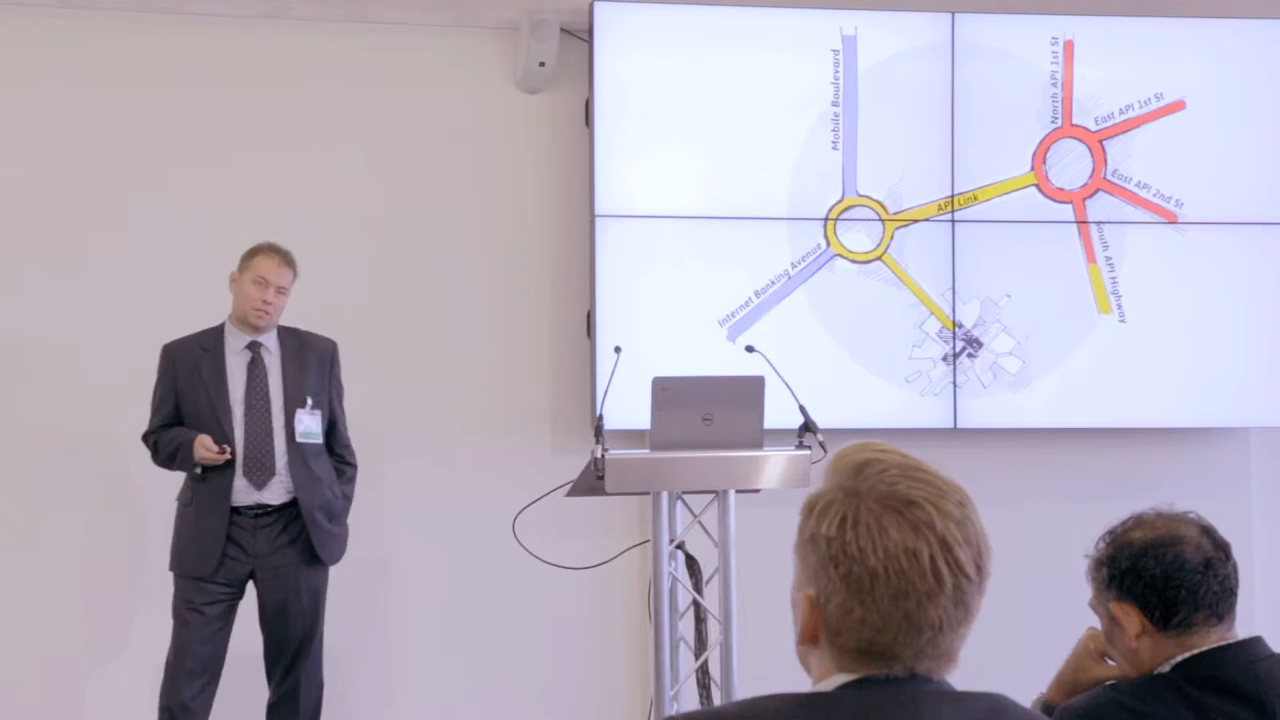 Mobile Boulevard
North API 1st St
East API 1st St
East API 2nd St
API Link
South API Highway
Internet Banking Avenue
DELL